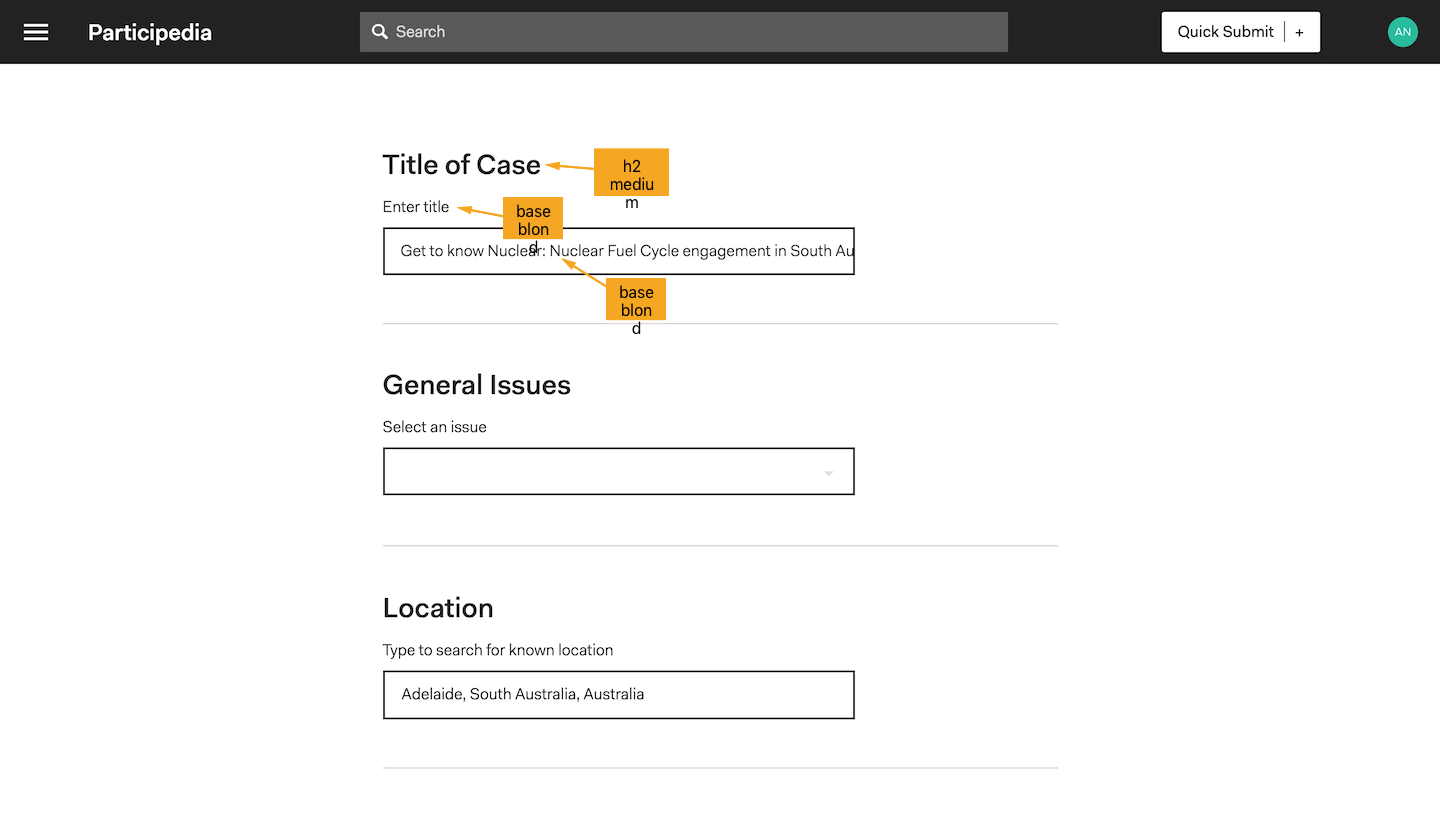 Participedia
Search
Quick Submit
+
AN
Title of Case
h2
mediu
m
Enter title
base
blon
d
Get to know Nuclear: Nuclear Fuel Cycle engagement in South Au
base
blon
d
General Issues
Select an issue
Location
Type to search for known location
Adelaide, South Australia, Australia